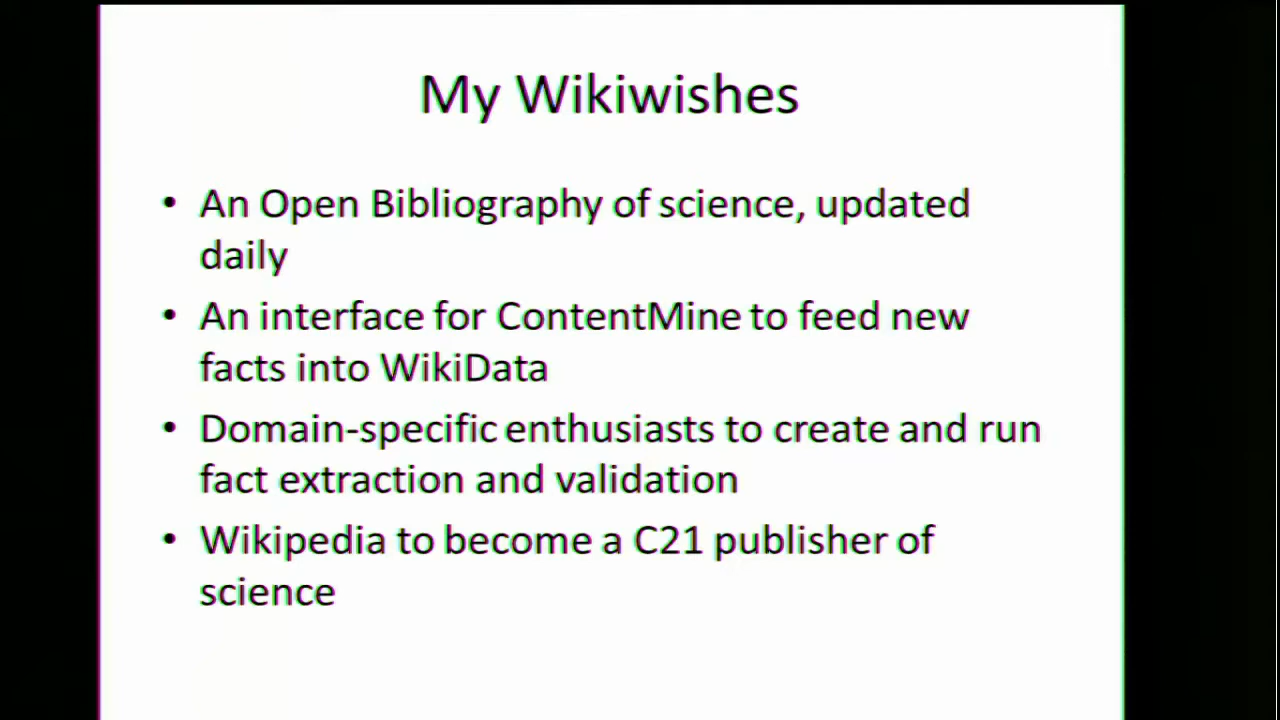 My Wikiwishes
• An Open Bibliography of science, updated
daily
• An interface for ContentMine to feed new
facts into WikiData
• Domain-specific enthusiasts to create and run
fact extraction and validation
• Wikipedia to become a C21 publisher of
science